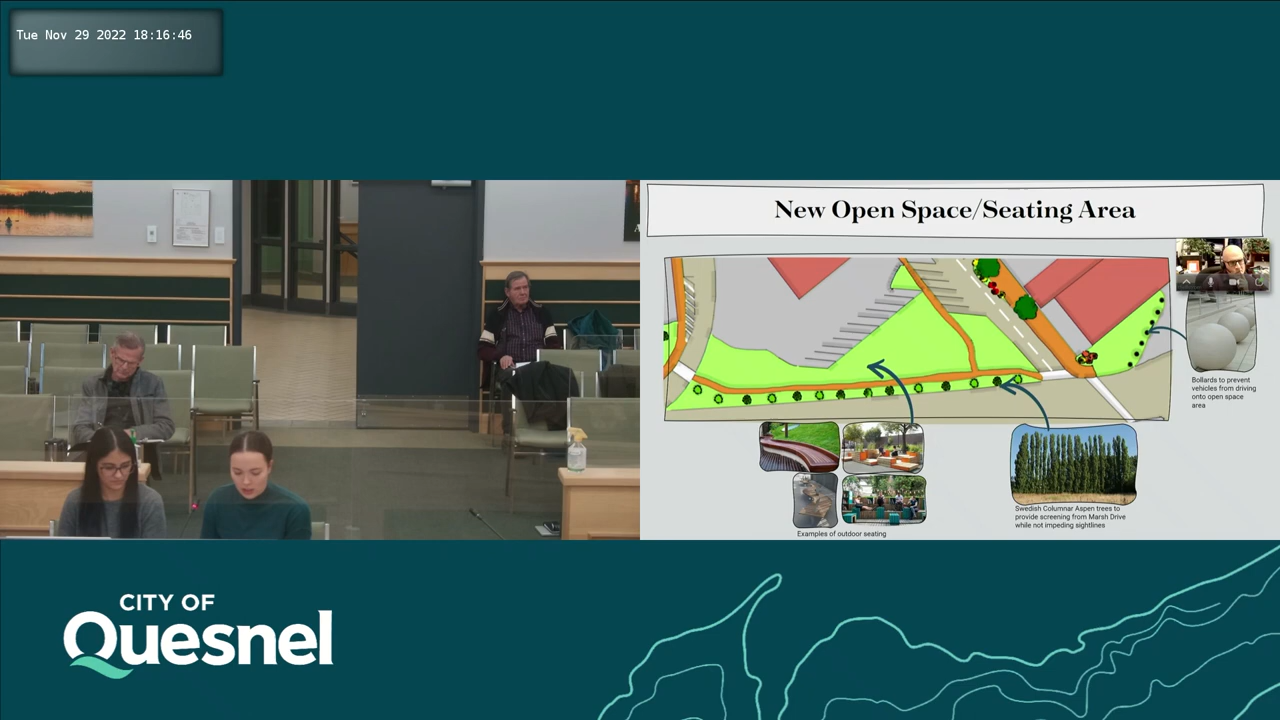 Tue Nov 29 2022 18:16:46
New Open Space/Seating Area
Bollards to prevent
vehicles from driving
onto open space
area
Swedish Columnar Aspen trees to
provide screening from Marsh Drive
while not impeding sightlines
Examples of outdoor seating
CITY OF
Quesnel